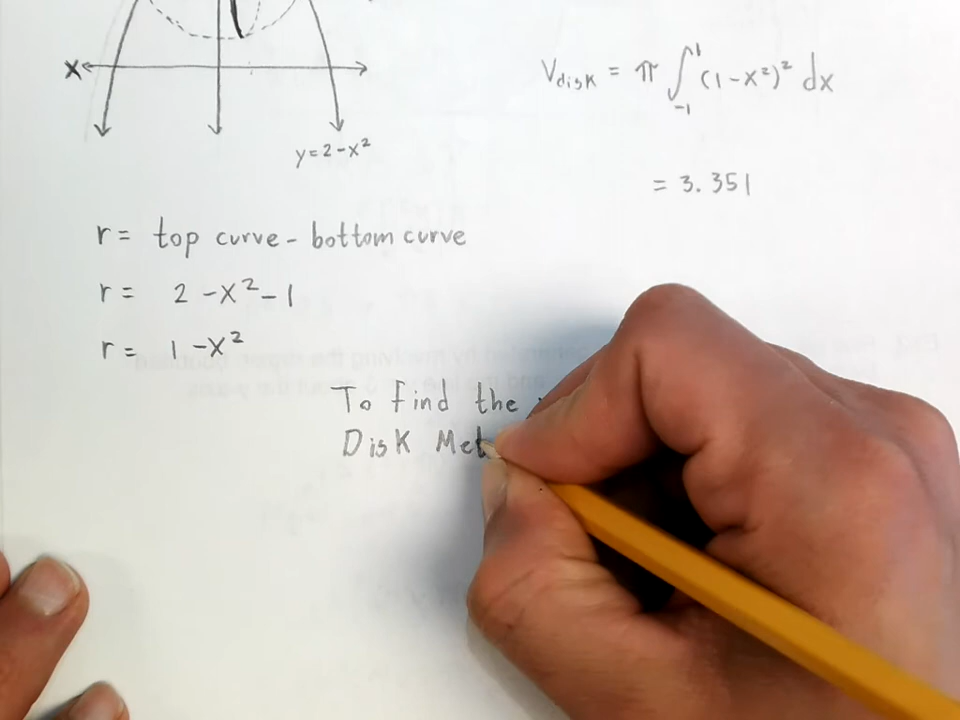 X
y=2-x²
V_disk = π ∫₋₁¹ (1-x²)² dx
= 3.351
r = top curve - bottom curve
r = 2 -x² -1
r = 1 -x²
To find the
Disk Met